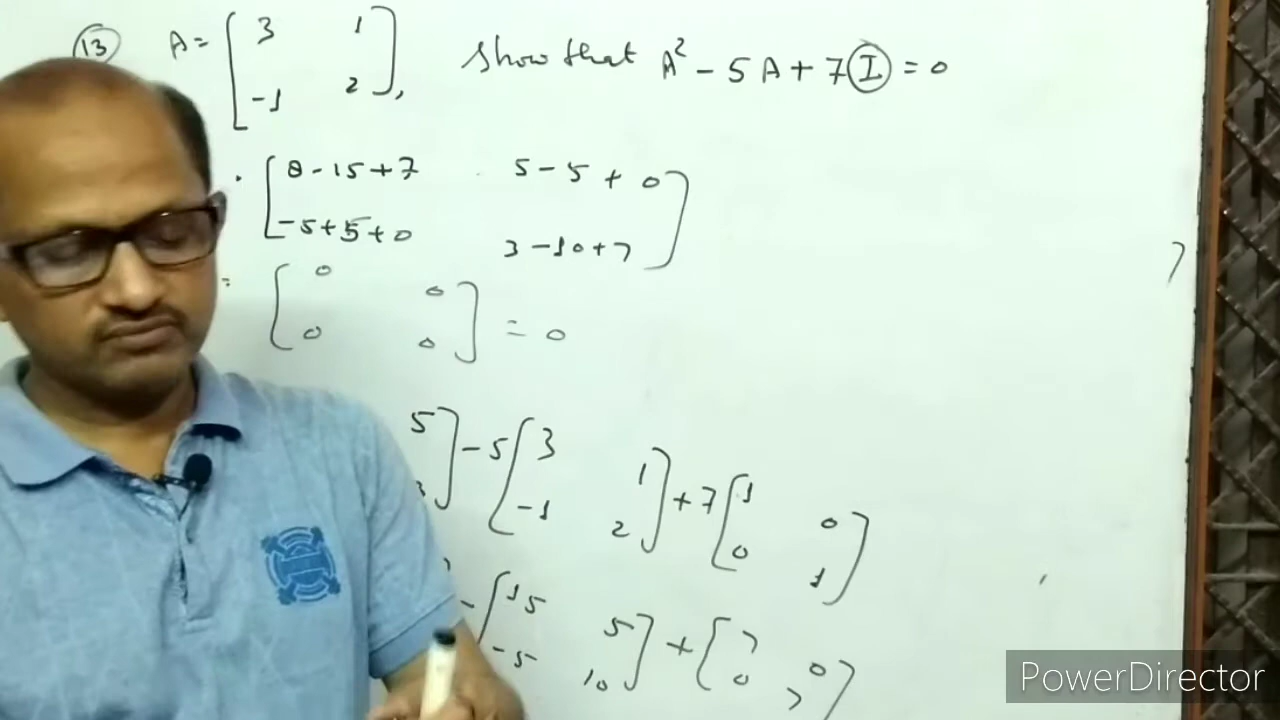 13 A = [ 3 1
-1 2 ], Show that A² - 5A + 7I = 0
[ 8-15+7 5-5+0
-5+5+0 3-10+7 ]
= [ 0 0
0 0 ] = 0
5 ] - 5 [ 3 1 ] + 7 [ 1 0
3 ] -1 2 ] 0 1 ]
- [ 15 5 ] + [ 7 0
-5 10 ] 0 7 ]
PowerDirector